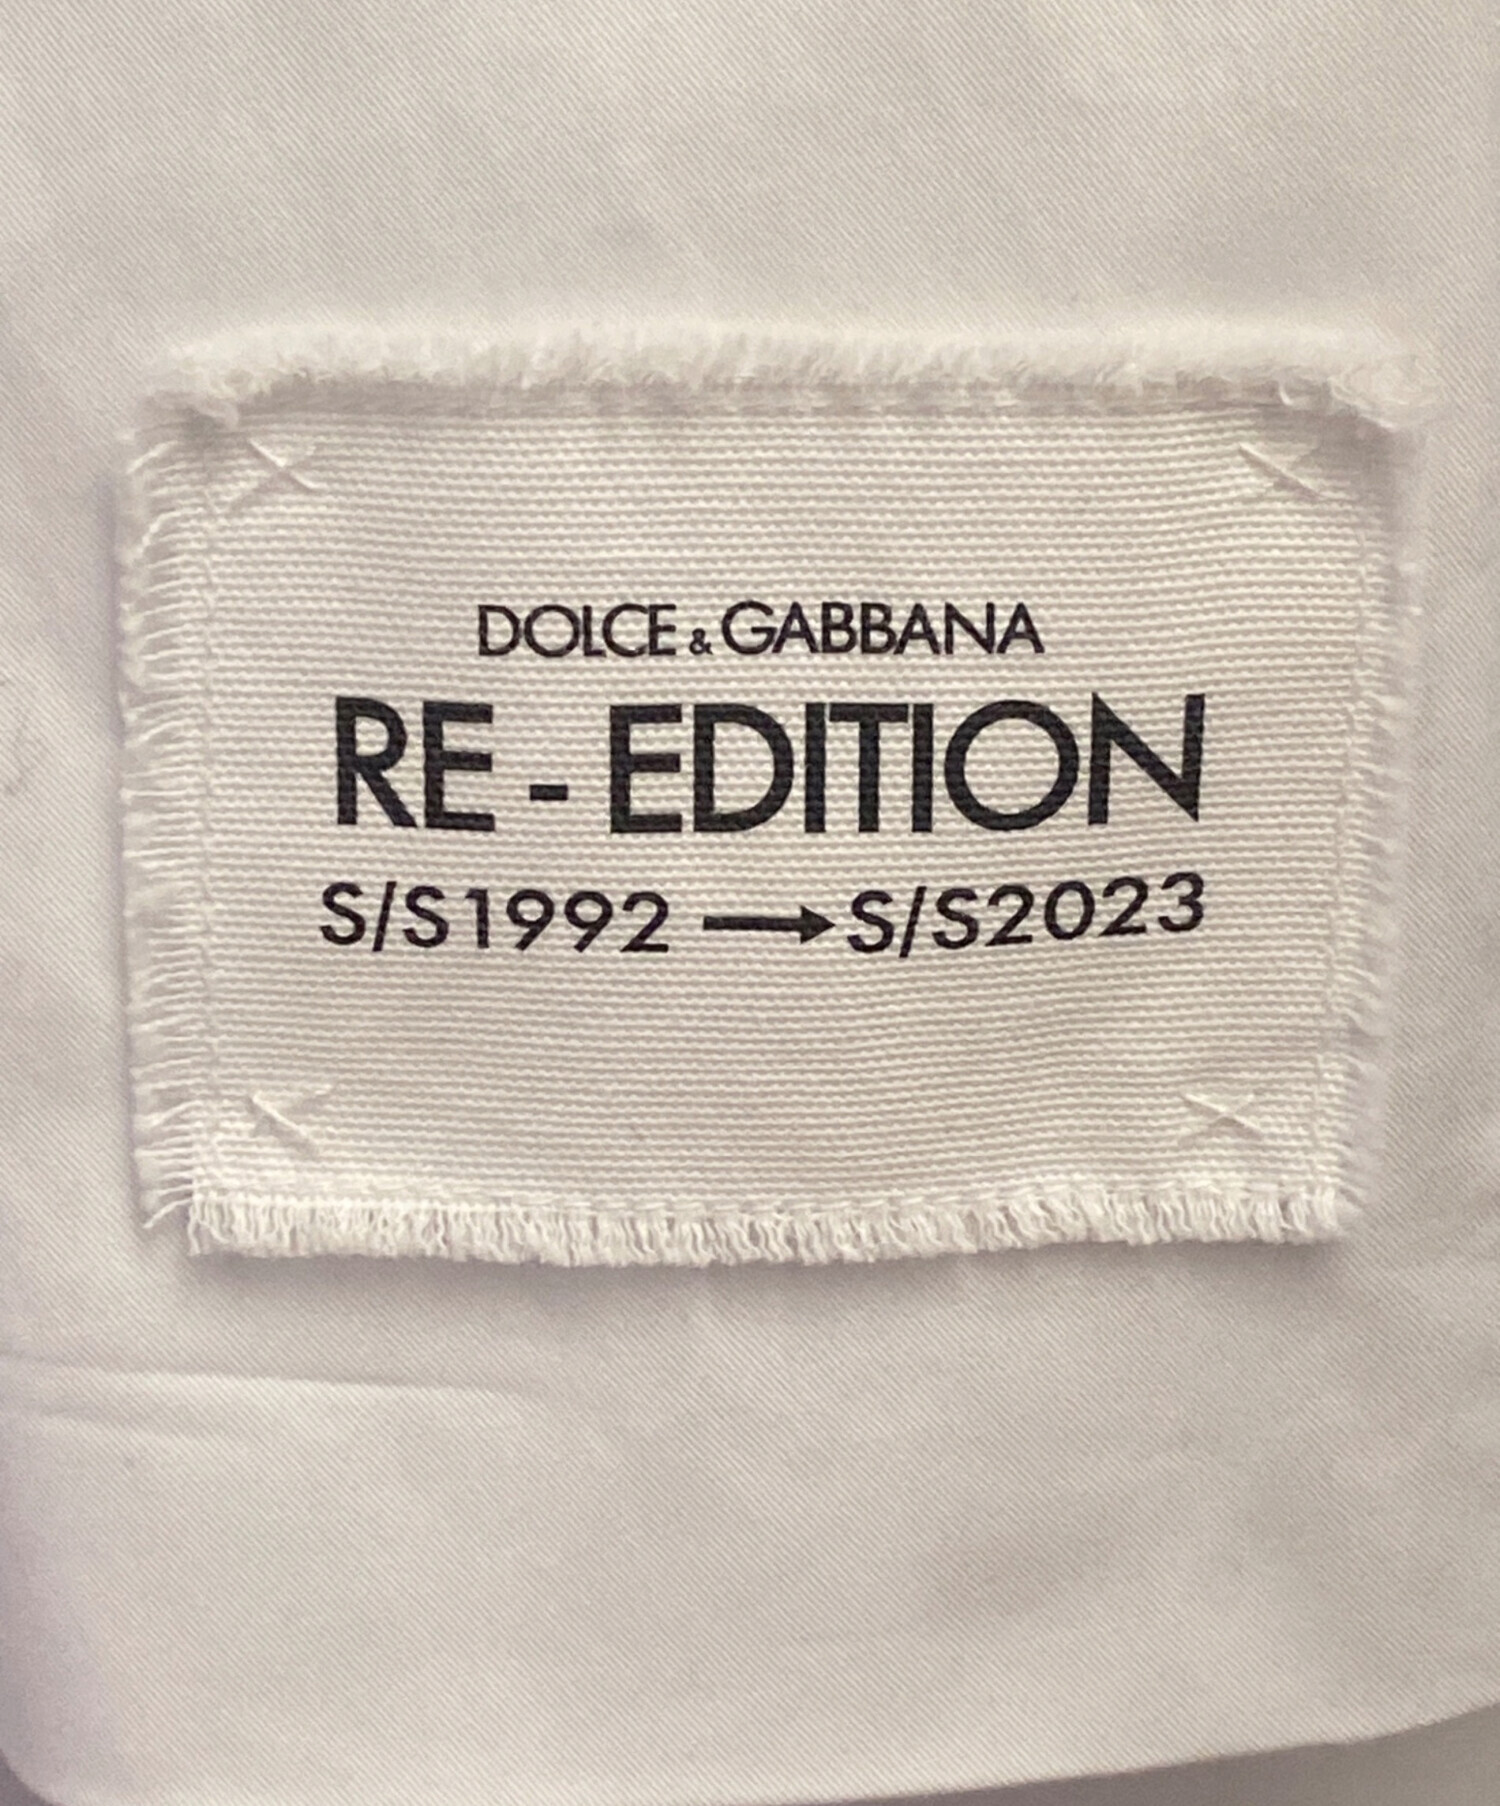 DOLCE & GABBANA
RE - EDITION
S/S1992 → S/S2023